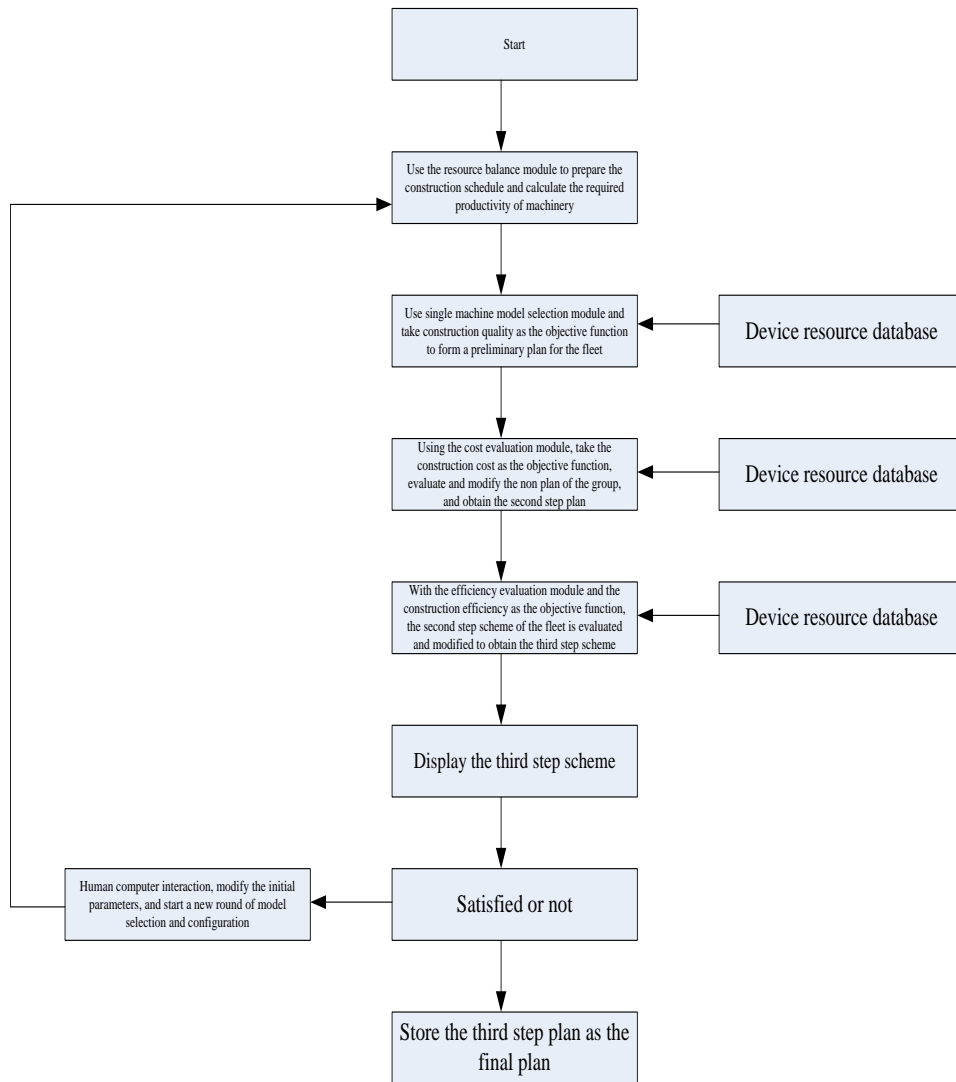 Start
Use the resource balance module to prepare the
construction schedule and calculate the required
productivity of machinery
Use single machine model selection module and
take construction quality as the objective function
to form a preliminary plan for the fleet
Device resource database
Using the cost evaluation module, take the
construction cost as the objective function,
evaluate and modify the non plan of the group,
and obtain the second step plan
Device resource database
With the efficiency evaluation module and the
construction efficiency as the objective function,
the second step scheme of the fleet is evaluated
and modified to obtain the third step scheme
Device resource database
Display the third step scheme
Human computer interaction, modify the initial
parameters, and start a new round of model
selection and configuration
Satisfied or not
Store the third step plan as the
final plan